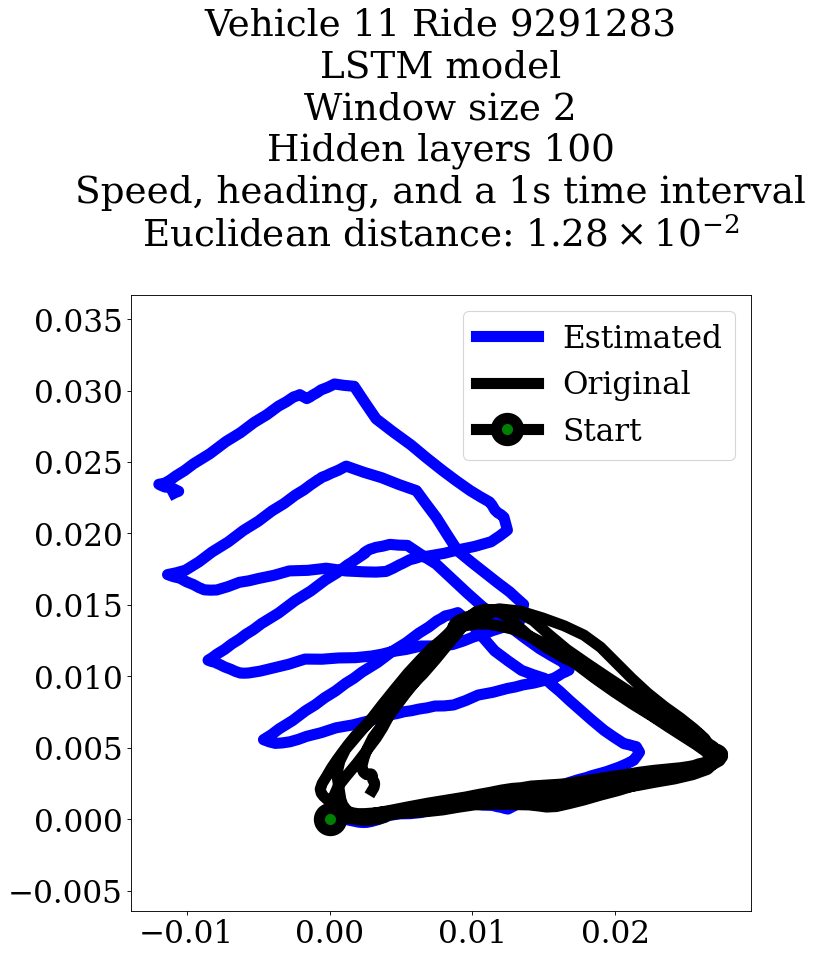 Vehicle 11 Ride 9291283
LSTM model
Window size 2
Hidden layers 100
Speed, heading, and a 1s time interval
Euclidean distance: 1.28 × 10⁻²
Estimated
Original
Start
0.035
0.030
0.025
0.020
0.015
0.010
0.005
0.000
−0.005
−0.01
0.00
0.01
0.02